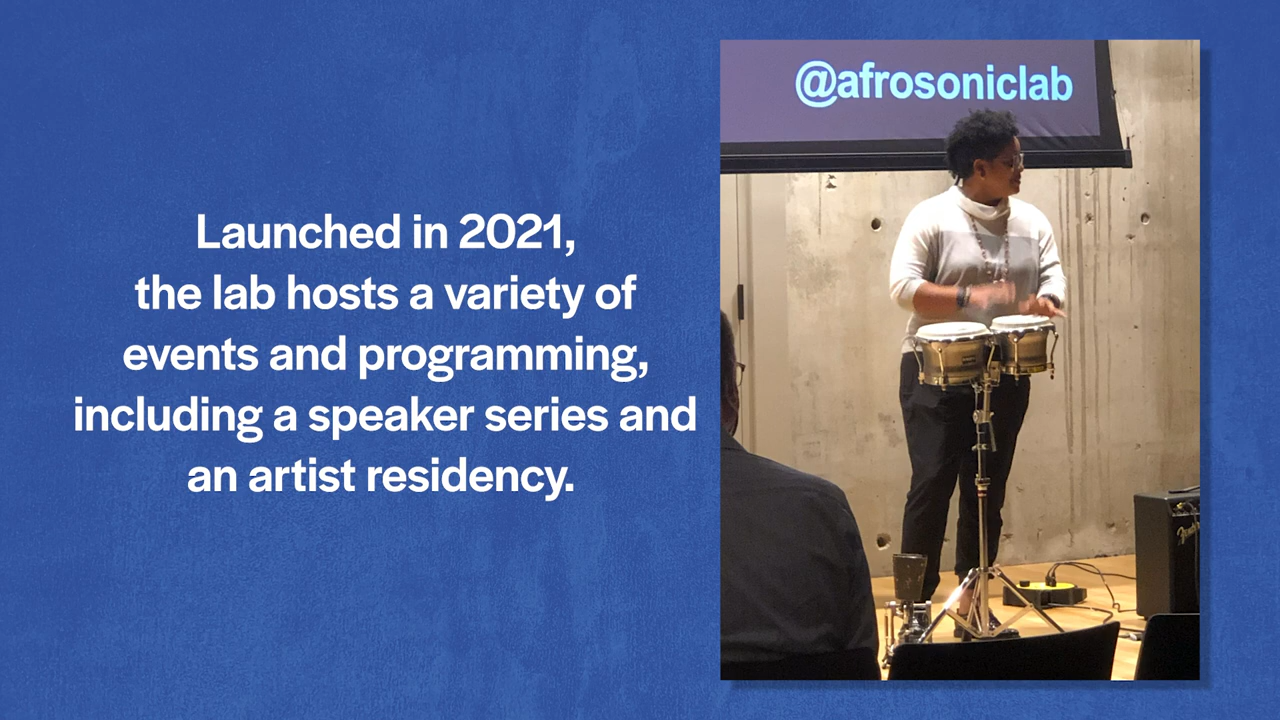 @afrosoniclab
Launched in 2021,
the lab hosts a variety of
events and programming,
including a speaker series and
an artist residency.
Fender